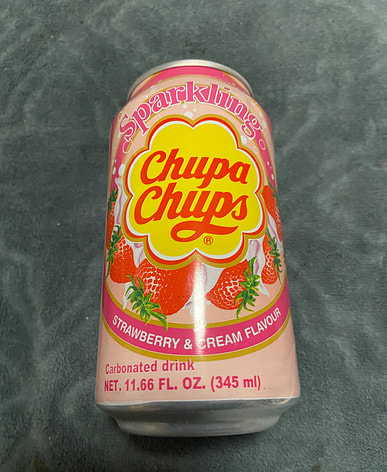 Sparkling
Chupa
Chups
®
STRAWBERRY & CREAM FLAVOUR
Carbonated drink
NET. 11.66 FL. OZ. (345 ml)